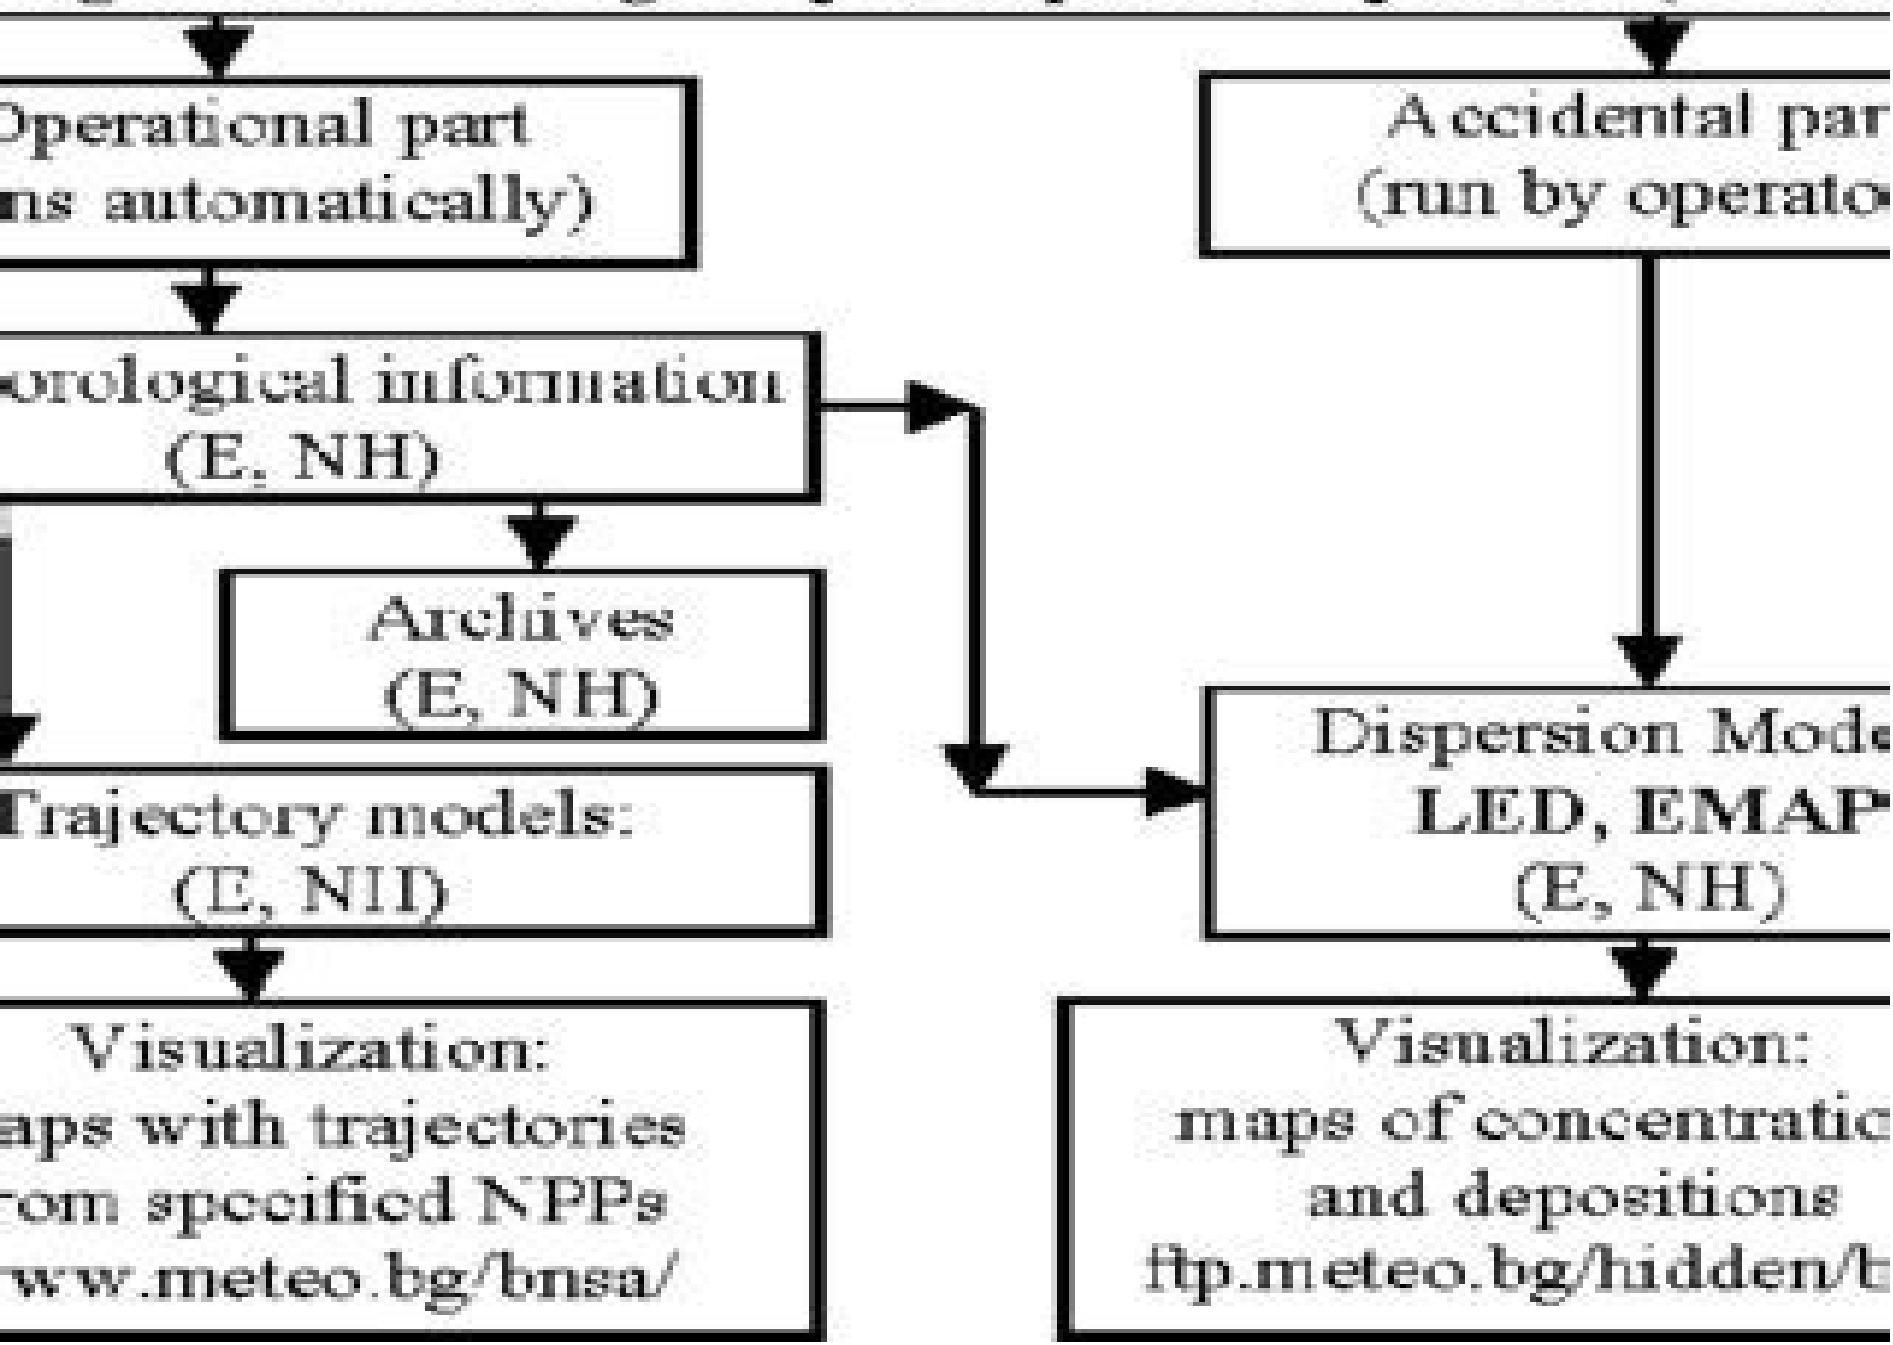 Operational part
ns automatically)
orological information
(E, NH)
Archives
(E, NH)
Trajectory models:
(E, NH)
Visualization:
aps with trajectories
rom specified NPPs
ww.meteo.bg/bnsa/
Accidental par
(run by operato
Dispersion Mode
LED, EMAP
(E, NH)
Visualization:
maps of concentratio
and depositions
ftp.meteo.bg/hidden/b